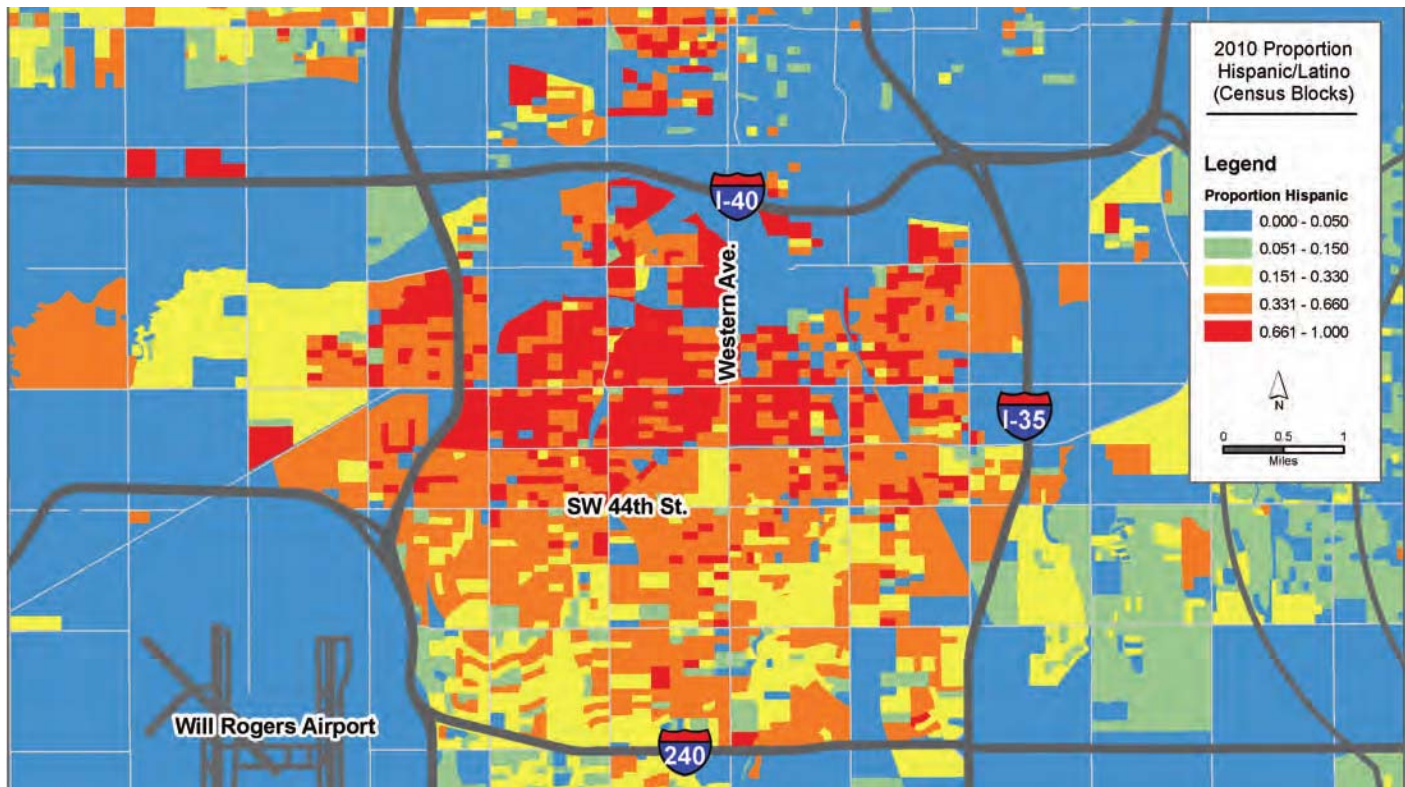 2010 Proportion
Hispanic/Latino
(Census Blocks)
Legend
Proportion Hispanic
0.000 - 0.050
0.051 - 0.150
0.151 - 0.330
0.331 - 0.660
0.661 - 1.000
N
0 0.5 1
Miles
I-40
Western Ave.
I-35
SW 44th St.
Will Rogers Airport
240